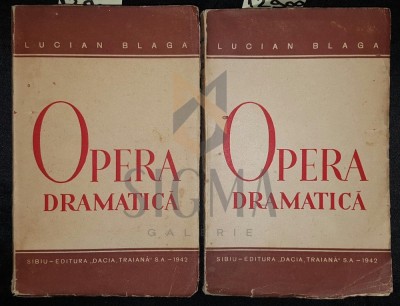 LUCIAN BLAGA
OPERA
DRAMATICĂ
SIBIU–EDITURA „DACIA TRAIANĂ” S.A.–1942
LUCIAN BLAGA
OPERA
DRAMATICĂ
SIBIU–EDITURA „DACIA TRAIANĂ” S.A.–1942
SIGMA
GALERIE